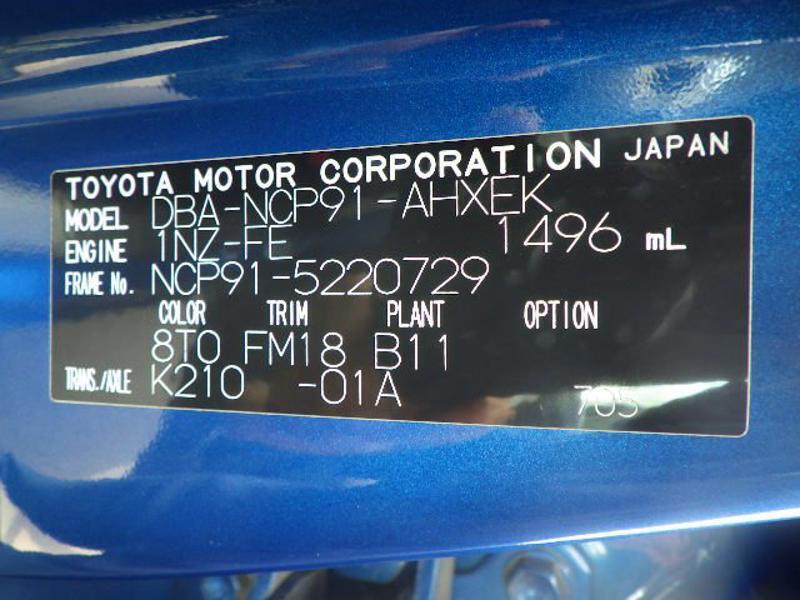 TOYOTA MOTOR CORPORATION JAPAN
MODEL DBA-NCP91-AHXEK
ENGINE 1NZ-FE 1496 mL
FRAME No. NCP91-5220729
COLOR TRIM PLANT OPTION
8T0 FM18 B11
TRANS./AXLE K210 -01A 705